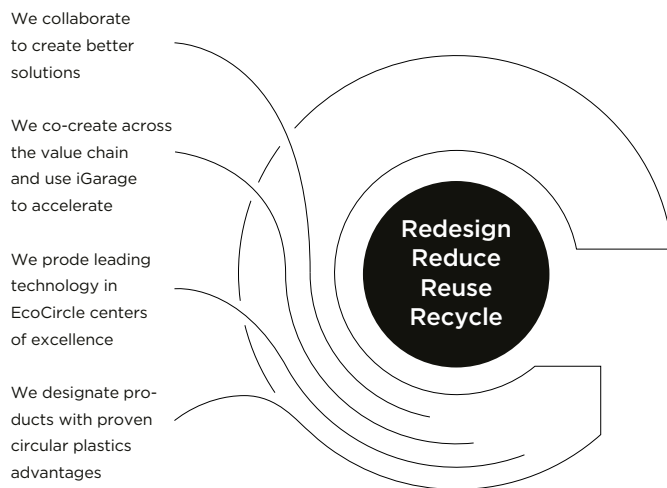 We collaborate
to create better
solutions
We co-create across
the value chain
and use iGarage
to accelerate
We prode leading
technology in
EcoCircle centers
of excellence
We designate pro-
ducts with proven
circular plastics
advantages
Redesign
Reduce
Reuse
Recycle